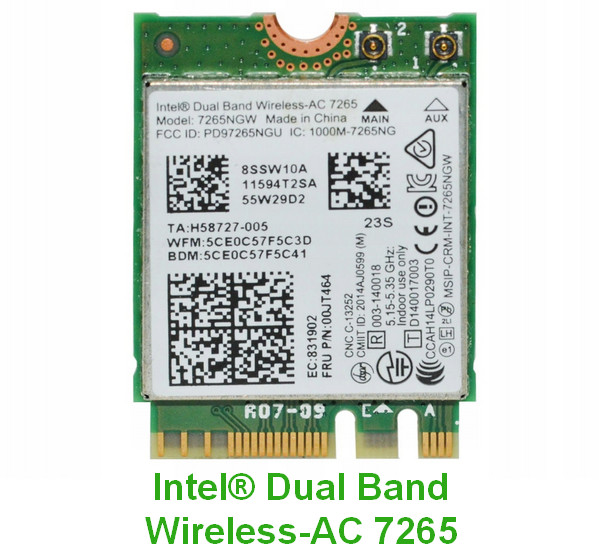 2
1
Intel® Dual Band Wireless-AC 7265
Model: 7265NGW Made in China
FCC ID: PD97265NGU IC: 1000M-7265NG
MAIN
AUX
8SSW10A
11594T2SA
55W29D2
23S
TA:H58727-005
WFM:5CE0C57F5C3D
BDM:5CE0C57F5C41
EC:831902
FRU P/N:00JT464
CNC C-13252
CMIIT ID: 2014AJ0599 (M)
R 003-140018
5.15-5.35 GHz:
Indoor use only
T D140017003
CCAH14LP0290T0
MSIP-CRM-INT-7265NGW
e1
R07-09 E A
Intel® Dual Band
Wireless-AC 7265